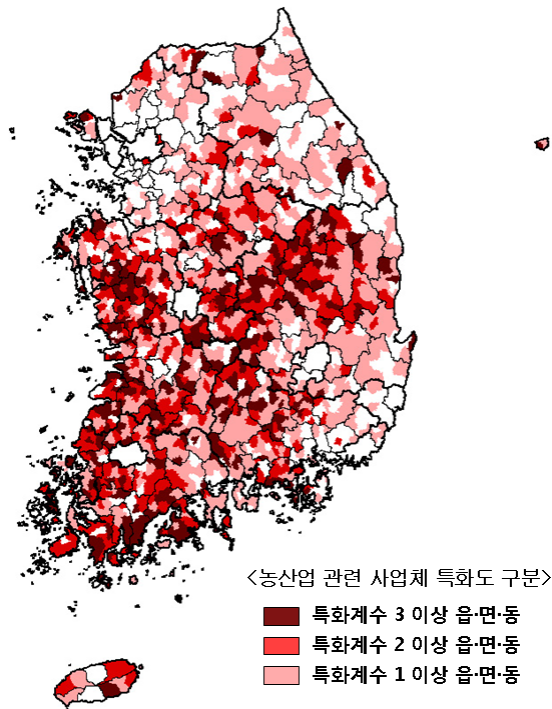 <농산업 관련 사업체 특화도 구분>
특화계수 3 이상 읍·면·동
특화계수 2 이상 읍·면·동
특화계수 1 이상 읍·면·동